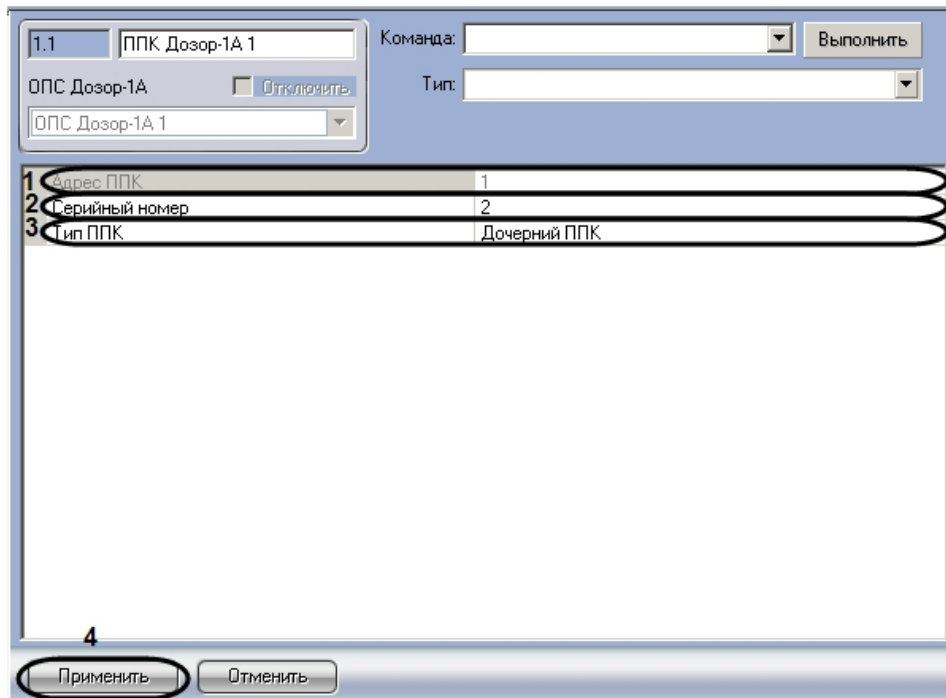 1.1 ППК Дозор-1А 1 Команда: Выполнить
ОПС Дозор-1А Отключить Тип:
ОПС Дозор-1А 1
1 Адрес ППК 1
2 Серийный номер 2
3 Тип ППК Дочерний ППК
4
Применить Отменить